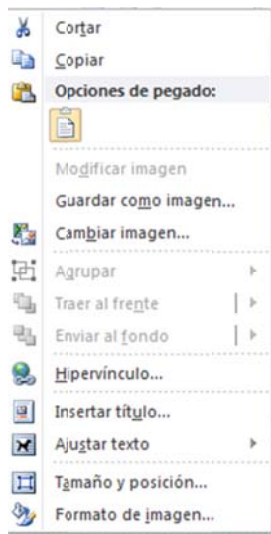 Cortar
Copiar
Opciones de pegado:
Modificar imagen
Guardar como imagen...
Cambiar imagen...
Agrupar
Traer al frente
Enviar al fondo
Hipervínculo...
Insertar título...
Ajustar texto
Tamaño y posición...
Formato de imagen...